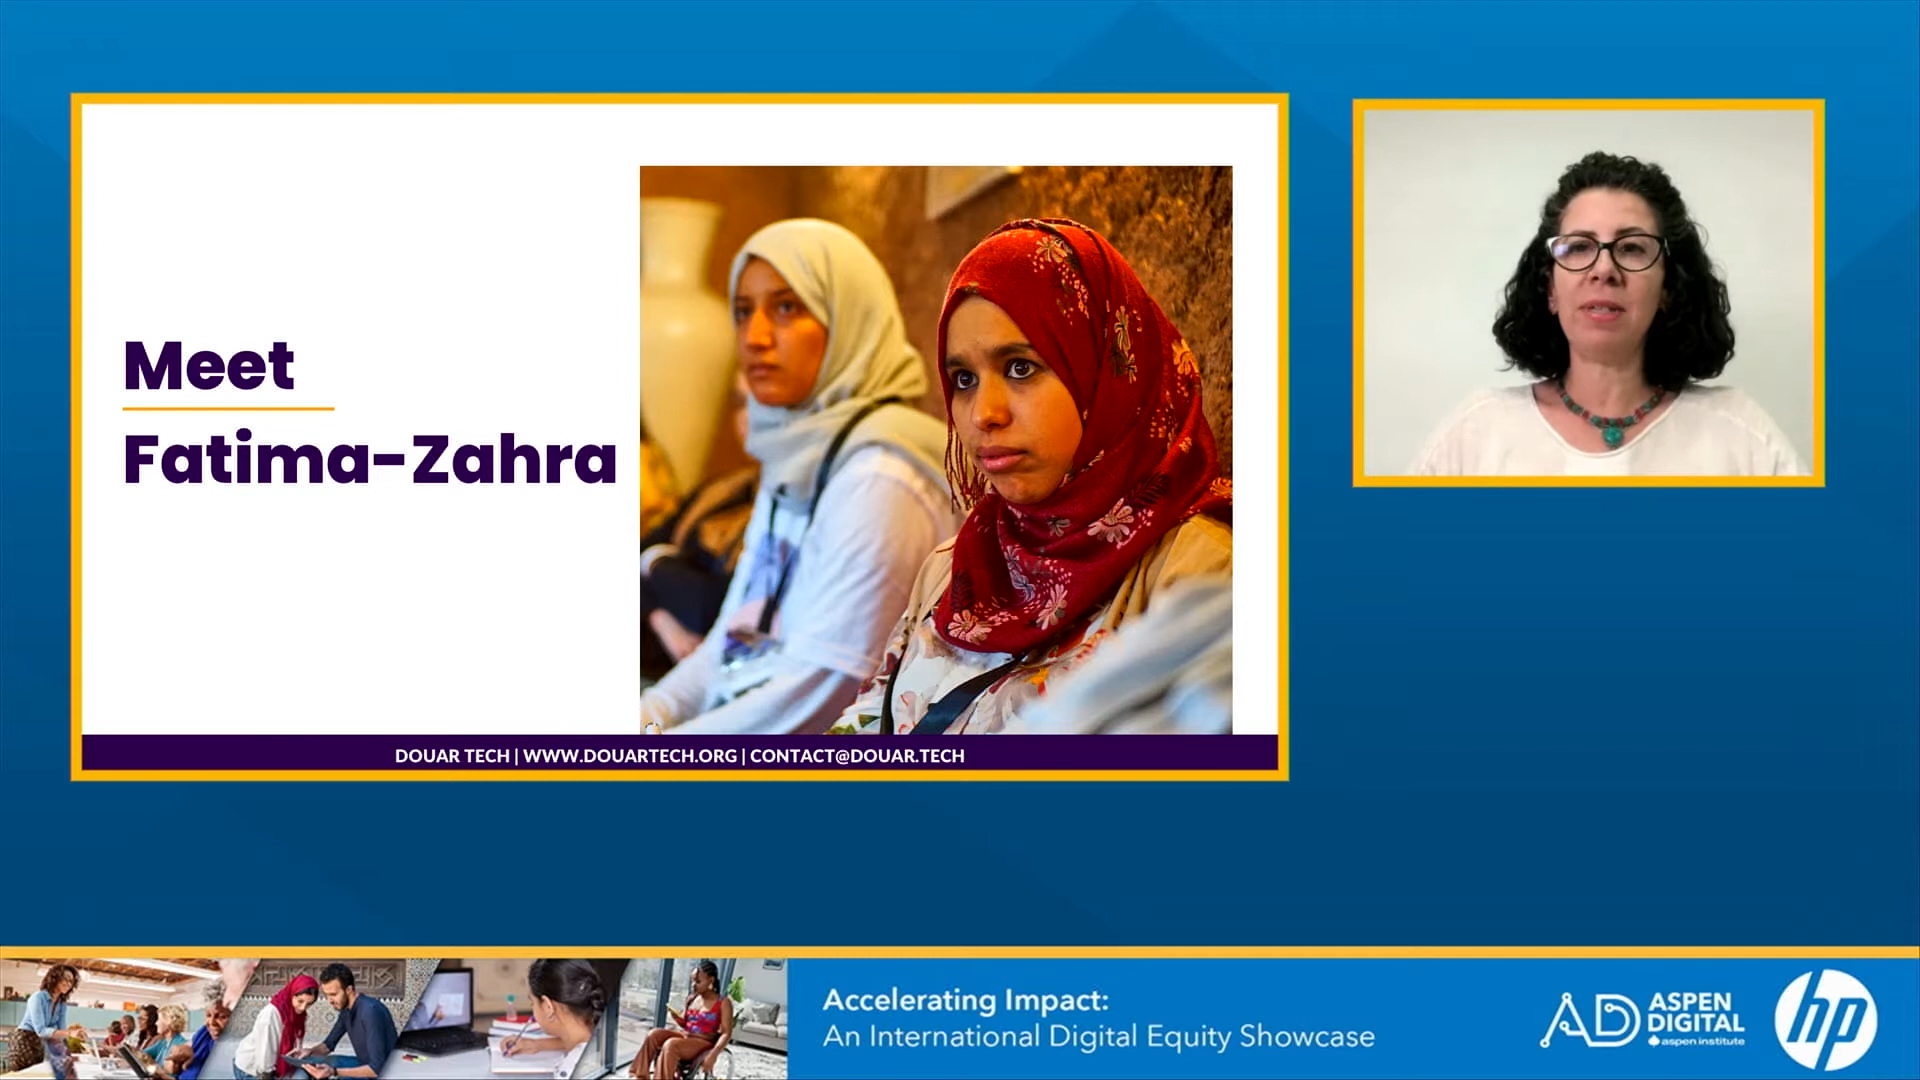 Meet
Fatima-Zahra
DOUAR TECH | WWW.DOUARTECH.ORG | CONTACT@DOUAR.TECH
Accelerating Impact:
An International Digital Equity Showcase
AD ASPEN
DIGITAL
aspen institute
hp